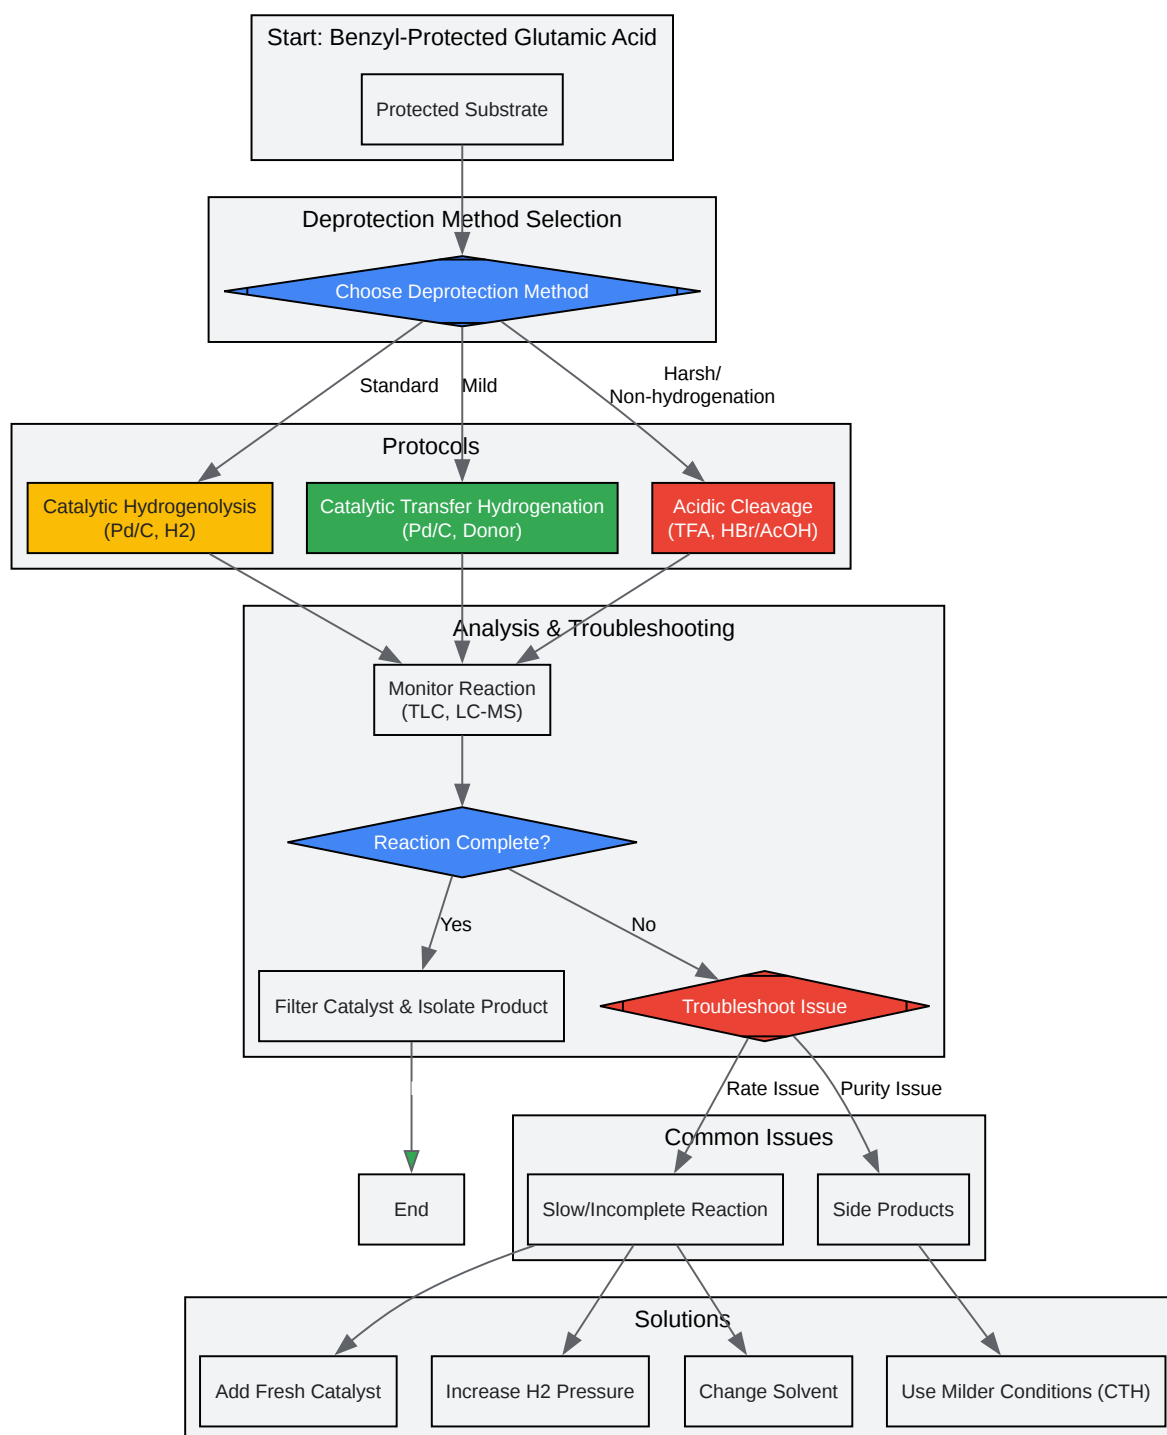 Start: Benzyl-Protected Glutamic Acid
Protected Substrate
Deprotection Method Selection
Choose Deprotection Method
Standard
Mild
Harsh/
Non-hydrogenation
Protocols
Catalytic Hydrogenolysis
(Pd/C, H2)
Catalytic Transfer Hydrogenation
(Pd/C, Donor)
Acidic Cleavage
(TFA, HBr/AcOH)
Analysis & Troubleshooting
Monitor Reaction
(TLC, LC-MS)
Reaction Complete?
Yes
No
Filter Catalyst & Isolate Product
Troubleshoot Issue
Rate Issue
Purity Issue
Common Issues
End
Slow/Incomplete Reaction
Side Products
Solutions
Add Fresh Catalyst
Increase H2 Pressure
Change Solvent
Use Milder Conditions (CTH)